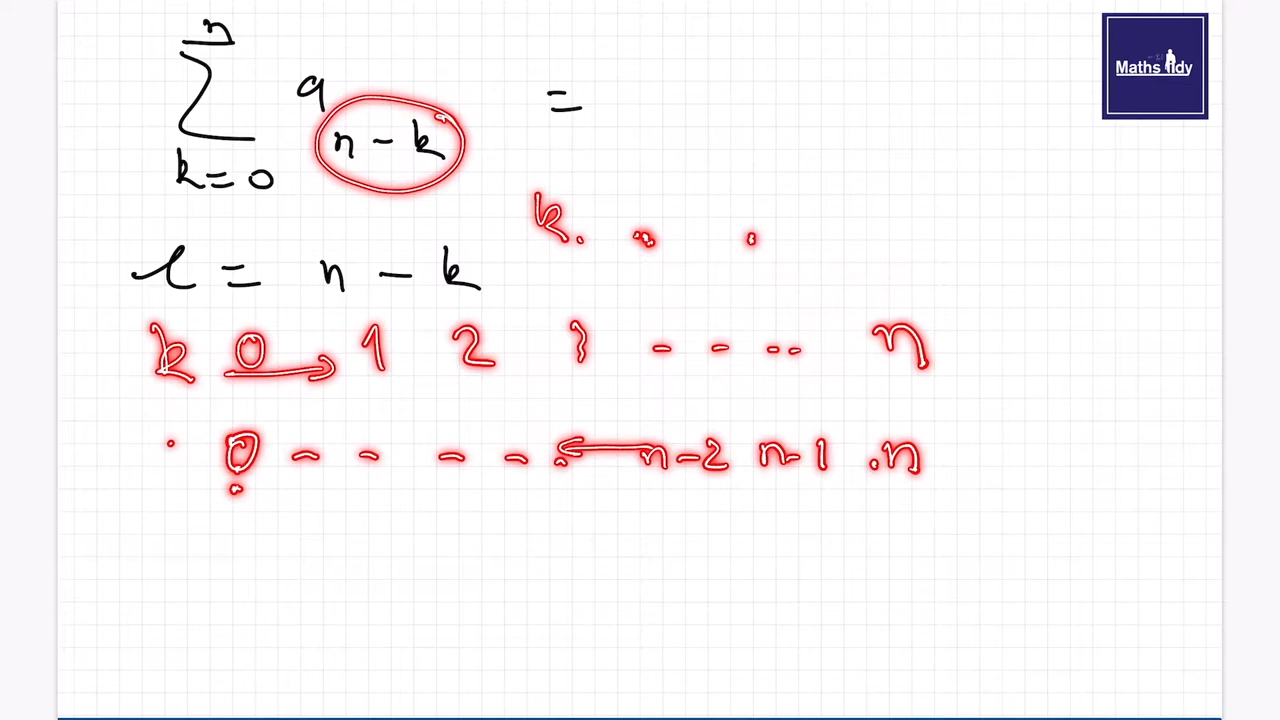 n
∑ a n - k =
k = 0
k . . .
l = n - k
k 0 → 1 2 3 - - - - n
. 0 - - - - . ← n-2 n-1 .n
Maths